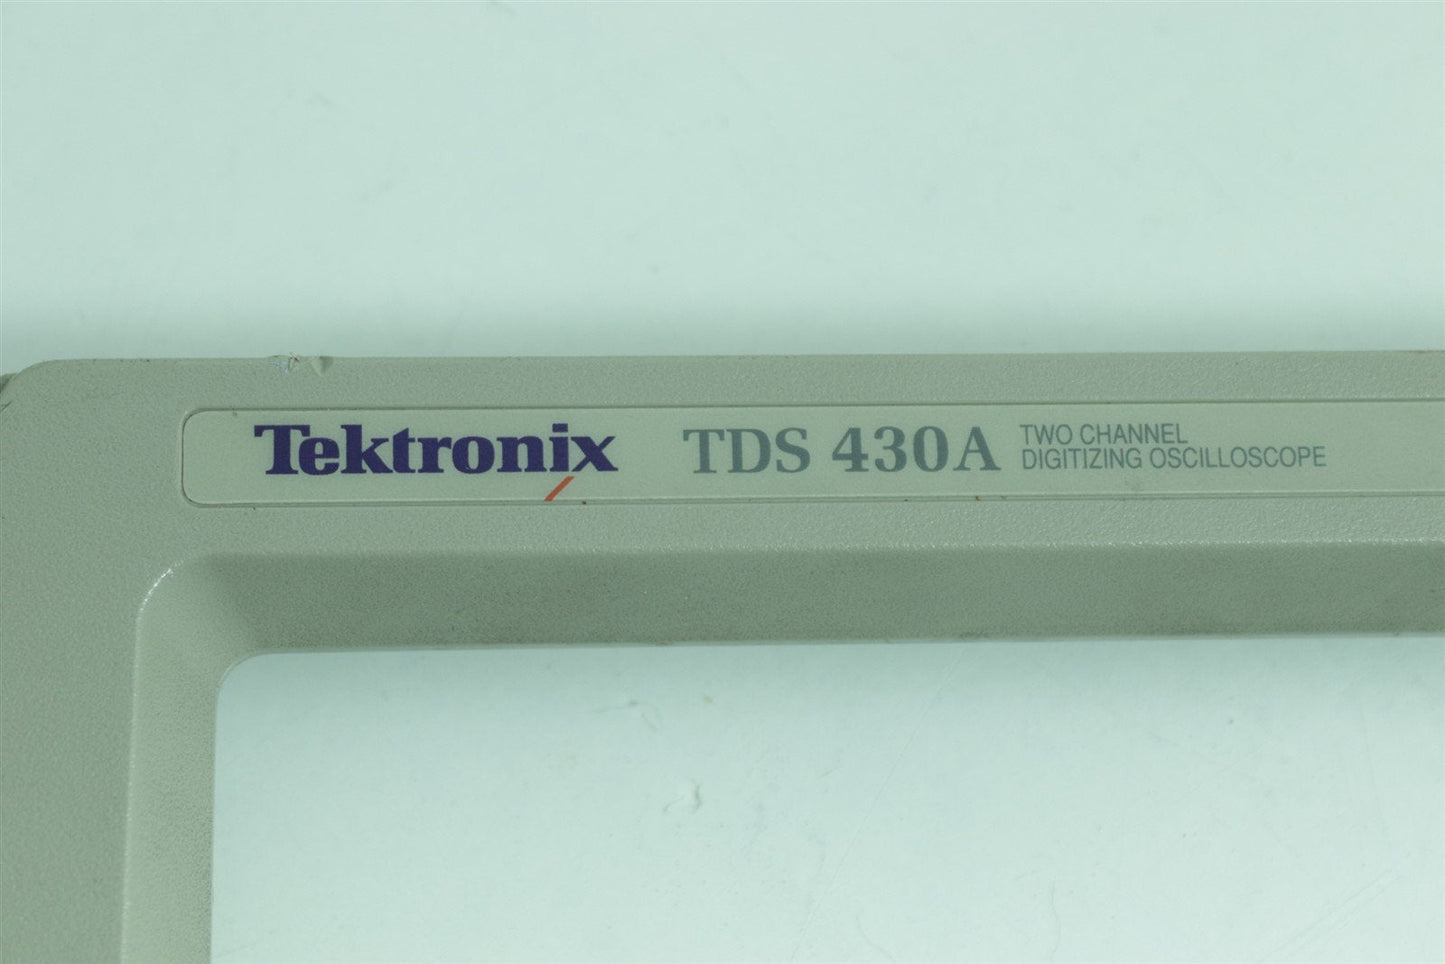 Tektronix TDS 430A TWO CHANNEL
DIGITIZING OSCILLOSCOPE